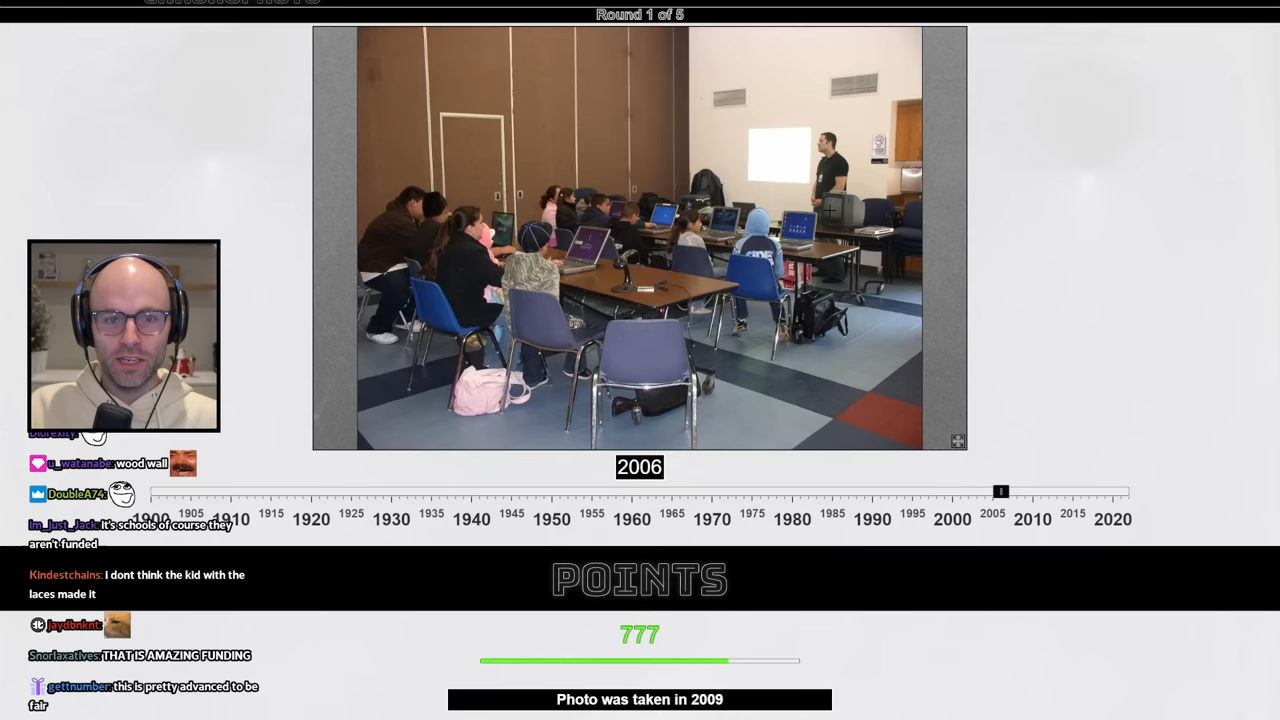 Round 1 of 5
2006
1900 1905 1910 1915 1920 1925 1930 1935 1940 1945 1950 1955 1960 1965 1970 1975 1980 1985 1990 1995 2000 2005 2010 2015 2020
POINTS
777
Photo was taken in 2009
Diorexity:
u_watanabe: wood wall
DoubleA74:
Im_Just_Jack: it's schools of course they
aren't funded
Kindestchains: I dont think the kid with the
laces made it
Jaydbnknt:
Snorlaxatives: THAT IS AMAZING FUNDING
gettnumber: this is pretty advanced to be
fair